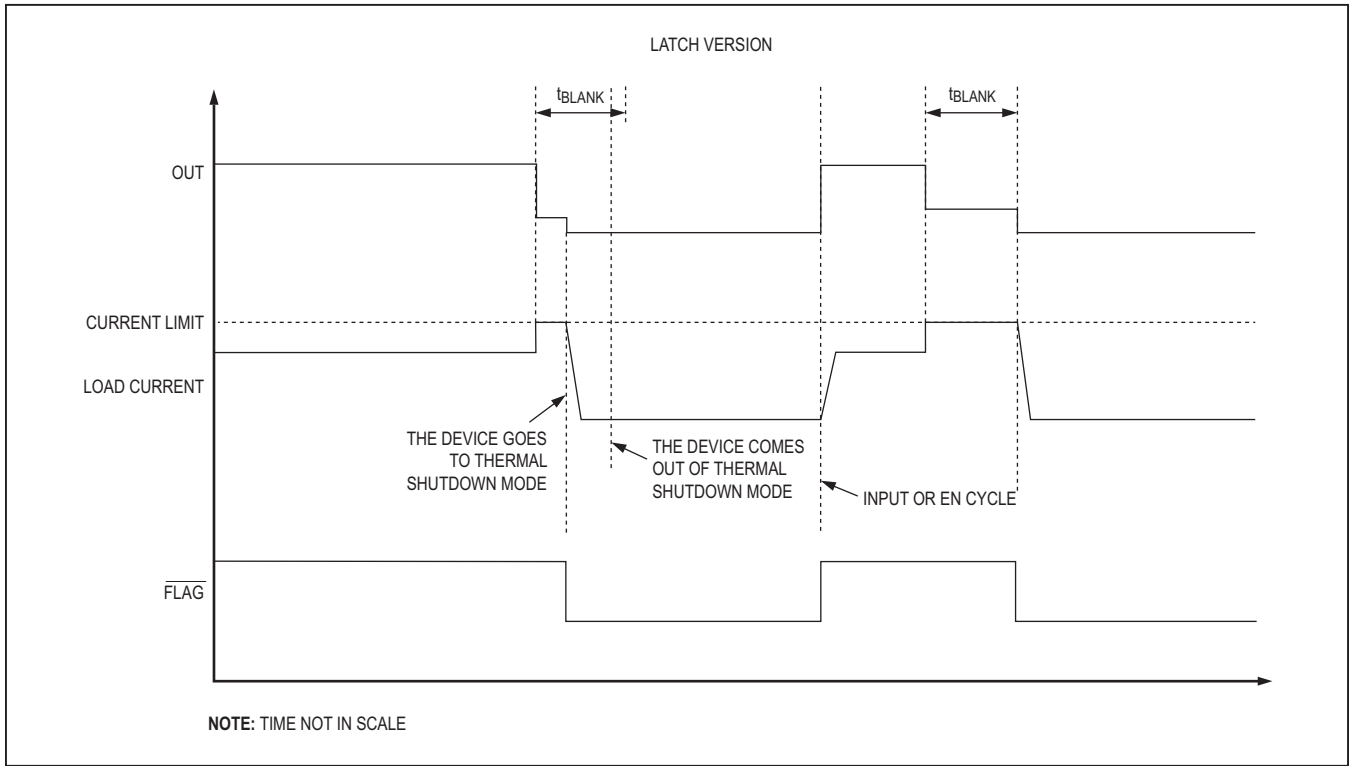 LATCH VERSION
tBLANK
tBLANK
OUT
CURRENT LIMIT
LOAD CURRENT
THE DEVICE GOES
TO THERMAL
SHUTDOWN MODE
THE DEVICE COMES
OUT OF THERMAL
SHUTDOWN MODE
INPUT OR EN CYCLE
FLAG
NOTE: TIME NOT IN SCALE